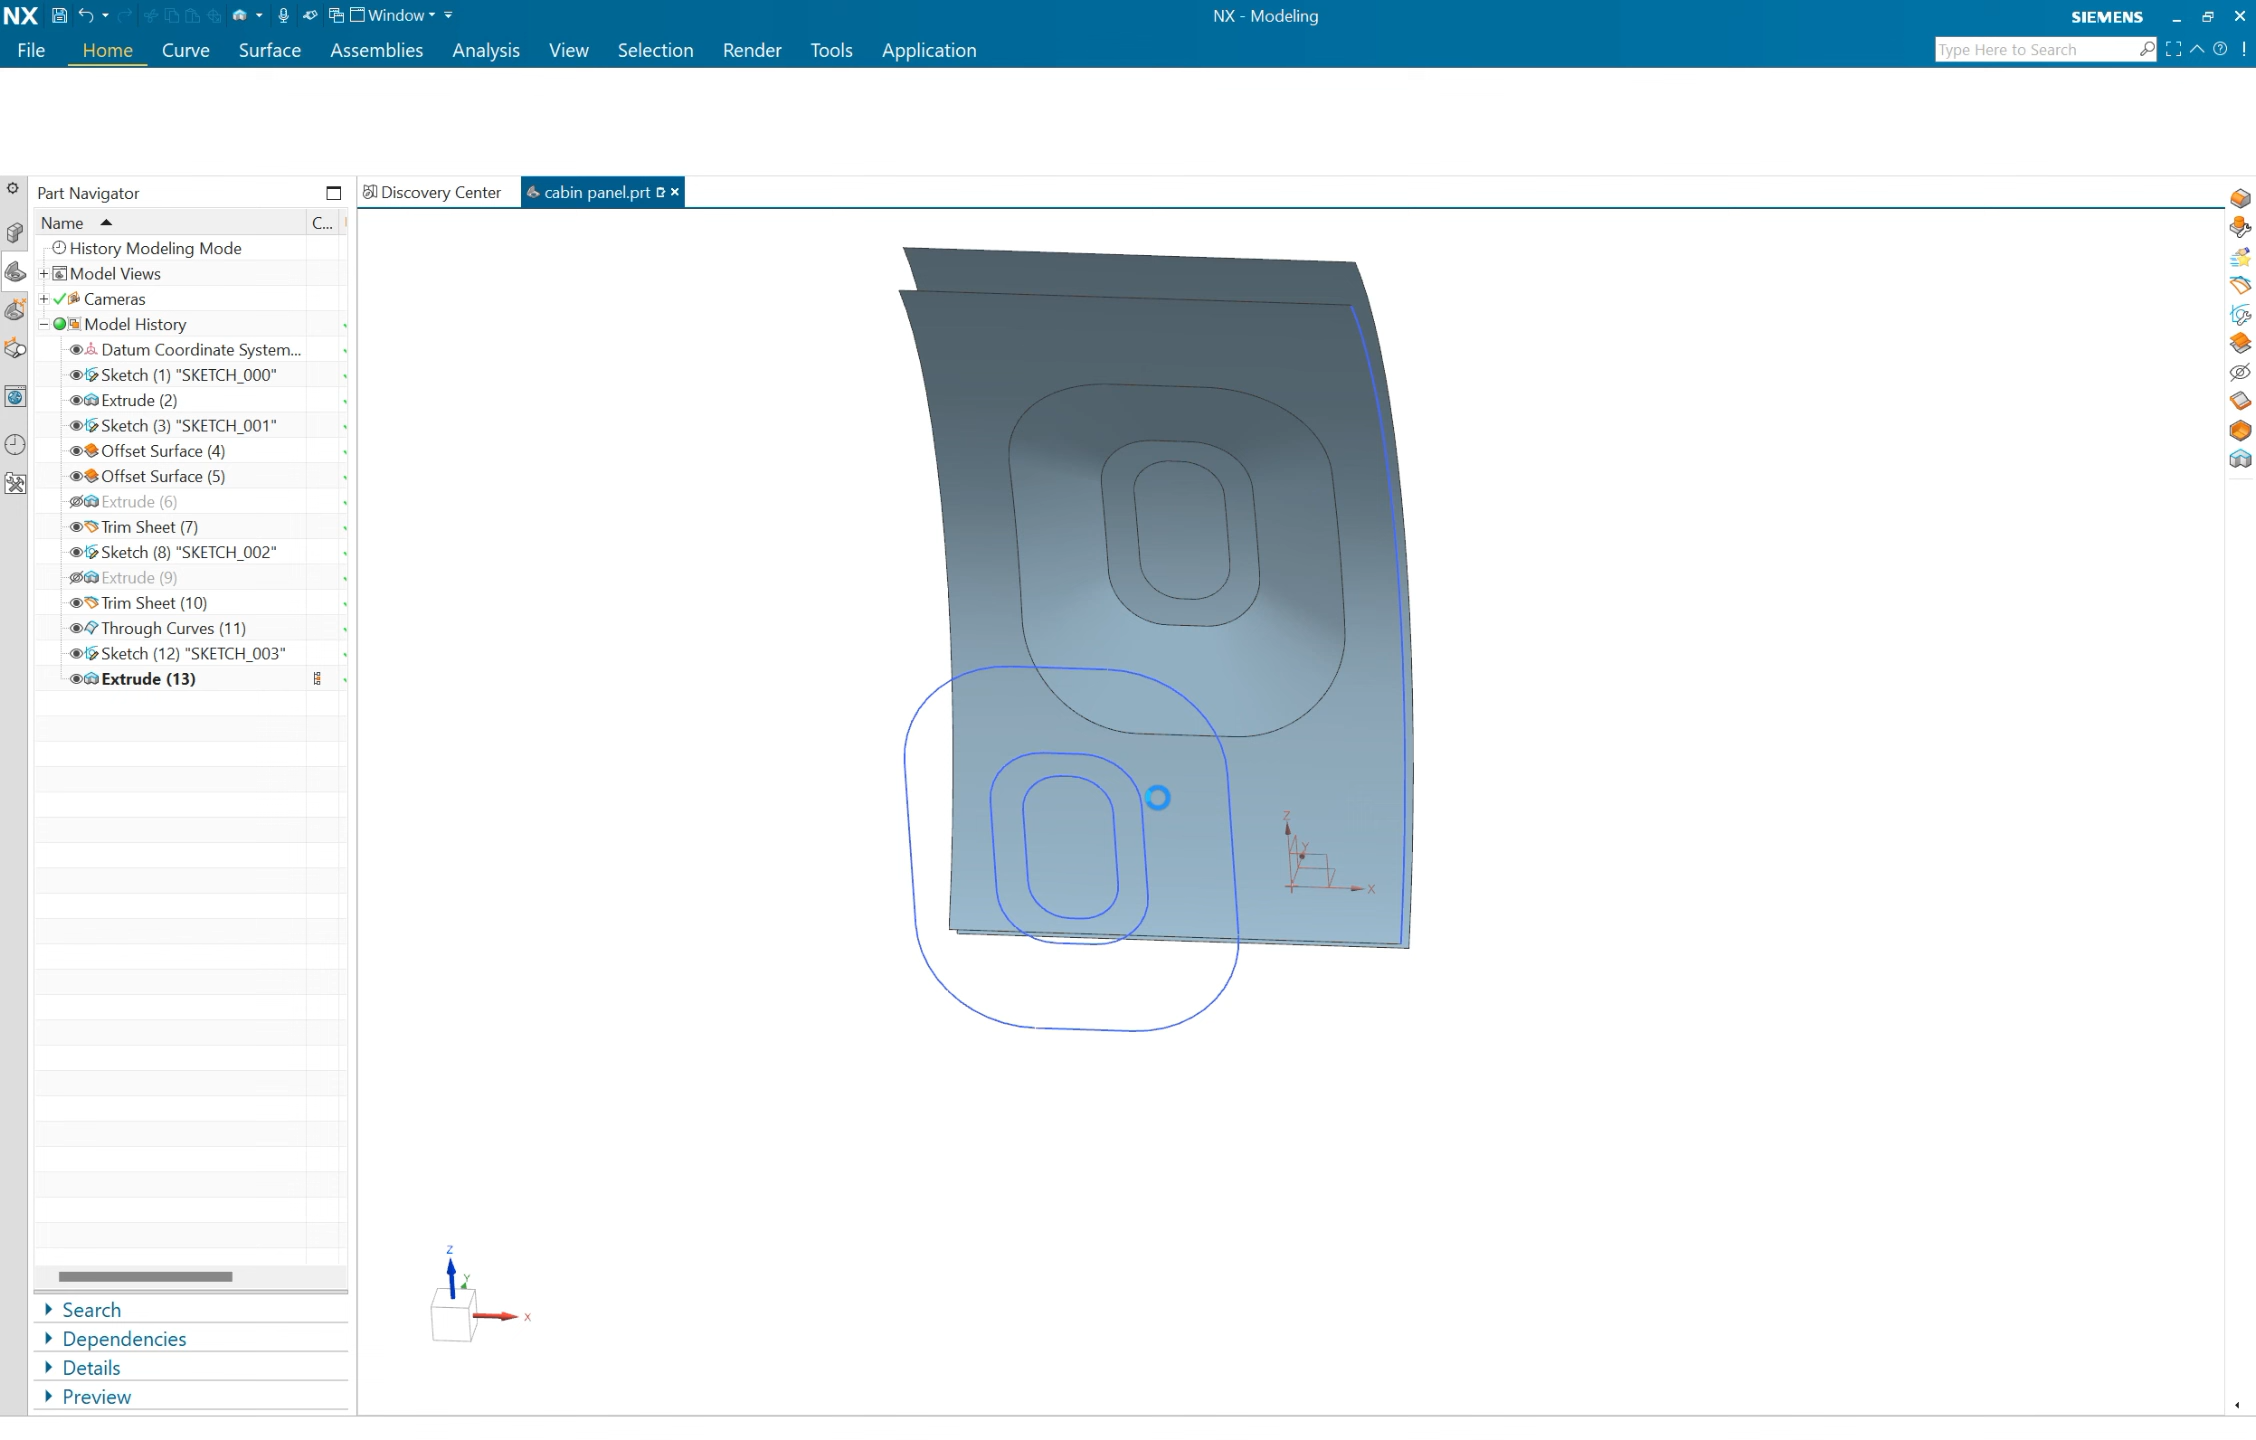 NX
Window
NX - Modeling
SIEMENS
File
Home
Curve
Surface
Assemblies
Analysis
View
Selection
Render
Tools
Application
Type Here to Search
Part Navigator
Discovery Center
cabin panel.prt
Name
C...
History Modeling Mode
Model Views
Cameras
Model History
Datum Coordinate System...
Sketch (1) "SKETCH_000"
Extrude (2)
Sketch (3) "SKETCH_001"
Offset Surface (4)
Offset Surface (5)
Extrude (6)
Trim Sheet (7)
Sketch (8) "SKETCH_002"
Extrude (9)
Trim Sheet (10)
Through Curves (11)
Sketch (12) "SKETCH_003"
Extrude (13)
Z
Y
X
Z
Y
X
Search
Dependencies
Details
Preview